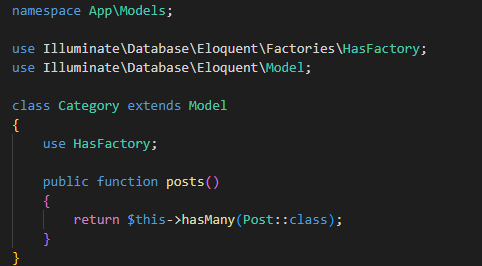 namespace App\Models;
use Illuminate\Database\Eloquent\Factories\HasFactory;
use Illuminate\Database\Eloquent\Model;
class Category extends Model
{
use HasFactory;
public function posts()
{
return $this->hasMany(Post::class);
}
}